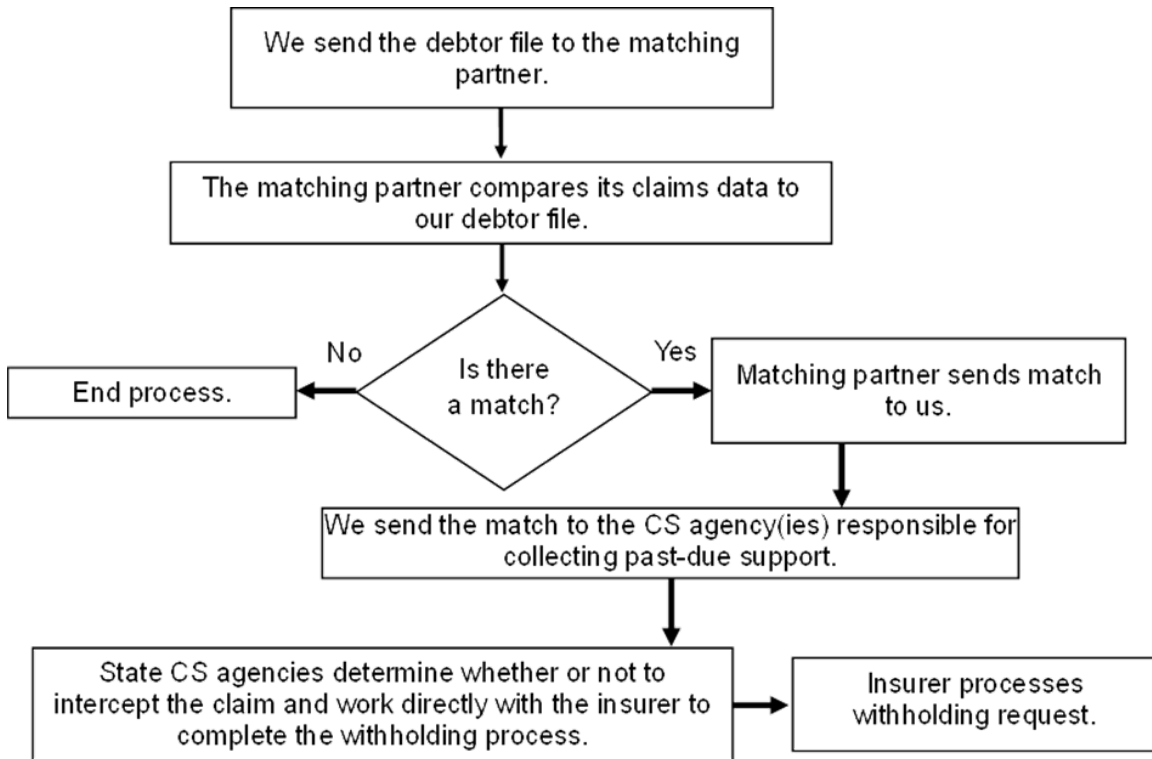 We send the debtor file to the matching
partner.
The matching partner compares its claims data to
our debtor file.
No
Yes
Is there
a match?
End process.
Matching partner sends match
to us.
We send the match to the CS agency(ies) responsible for
collecting past-due support.
State CS agencies determine whether or not to
intercept the claim and work directly with the insurer to
complete the withholding process.
Insurer processes
withholding request.